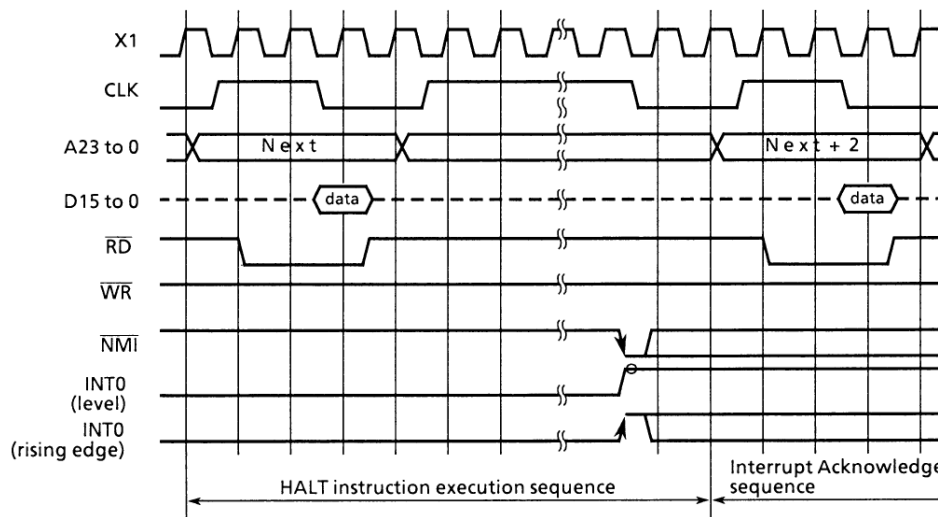 X1
CLK
A23 to 0
Next
Next + 2
D15 to 0
data
data
RD
WR
NMI
INT0
(level)
INT0
(rising edge)
HALT instruction execution sequence
Interrupt Acknowledge
sequence